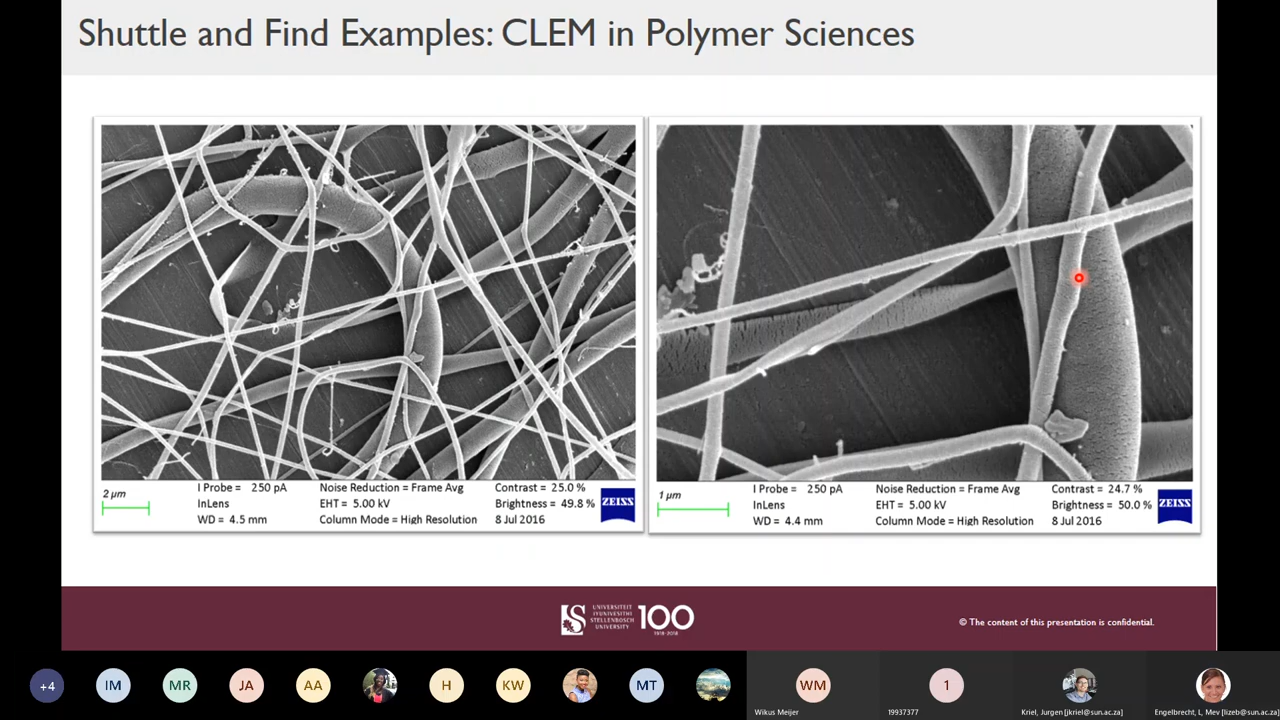 Shuttle and Find Examples: CLEM in Polymer Sciences
2 µm
I Probe = 250 pA
InLens
WD = 4.5 mm
Noise Reduction = Frame Avg
EHT = 5.00 kV
Column Mode = High Resolution
Contrast = 25.0 %
Brightness = 49.8 %
8 Jul 2016
ZEISS
1 µm
I Probe = 250 pA
InLens
WD = 4.4 mm
Noise Reduction = Frame Avg
EHT = 5.00 kV
Column Mode = High Resolution
Contrast = 24.7 %
Brightness = 50.0 %
8 Jul 2016
ZEISS
UNIVERSITEIT
IYUNIVESITHI
STELLENBOSCH
UNIVERSITY
100
1918-2018
© The content of this presentation is confidential.
+4
IM
MR
JA
AA
H
KW
MT
WM
Wikus Meijer
1
19937377
Kriel, Jurgen [jkriel@sun.ac.za]
Engelbrecht, L, Mev [lizeb@sun.ac.za]